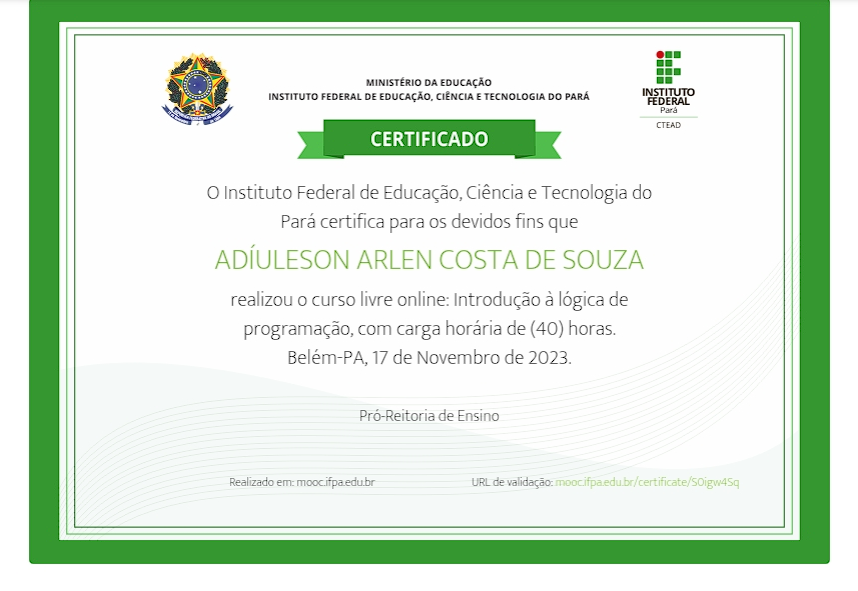 MINISTÉRIO DA EDUCAÇÃO
INSTITUTO FEDERAL DE EDUCAÇÃO, CIÊNCIA E TECNOLOGIA DO PARÁ
INSTITUTO
FEDERAL
Pará
CTEAD
CERTIFICADO
O Instituto Federal de Educação, Ciência e Tecnologia do
Pará certifica para os devidos fins que
ADÍULESON ARLEN COSTA DE SOUZA
realizou o curso livre online: Introdução à lógica de
programação, com carga horária de (40) horas.
Belém-PA, 17 de Novembro de 2023.
Pró-Reitoria de Ensino
Realizado em: mooc.ifpa.edu.br
URL de validação: mooc.ifpa.edu.br/certificate/S0igw4Sq